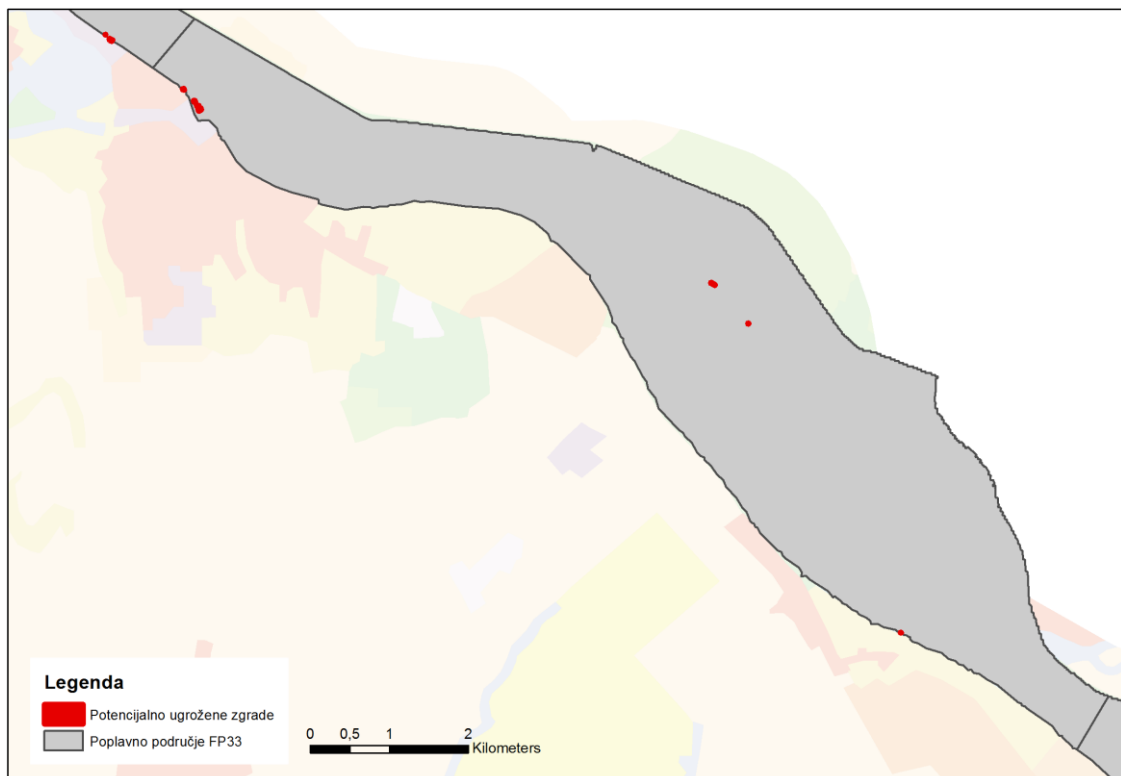 Legenda
Potencijalno ugrožene zgrade
Poplavno područje FP33
0 0,5 1 2
Kilometers